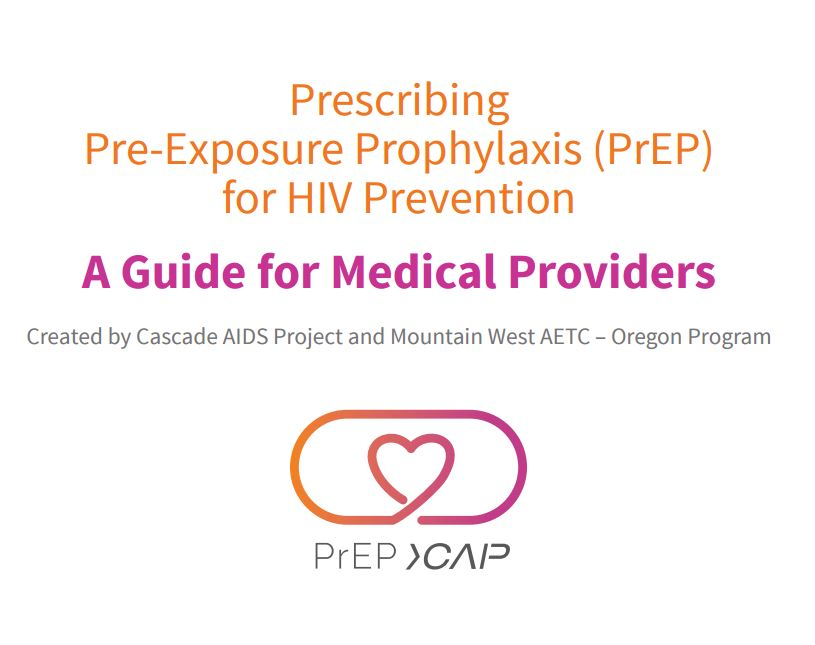 Prescribing
Pre-Exposure Prophylaxis (PrEP)
for HIV Prevention
A Guide for Medical Providers
Created by Cascade AIDS Project and Mountain West AETC – Oregon Program
PrEP CAP